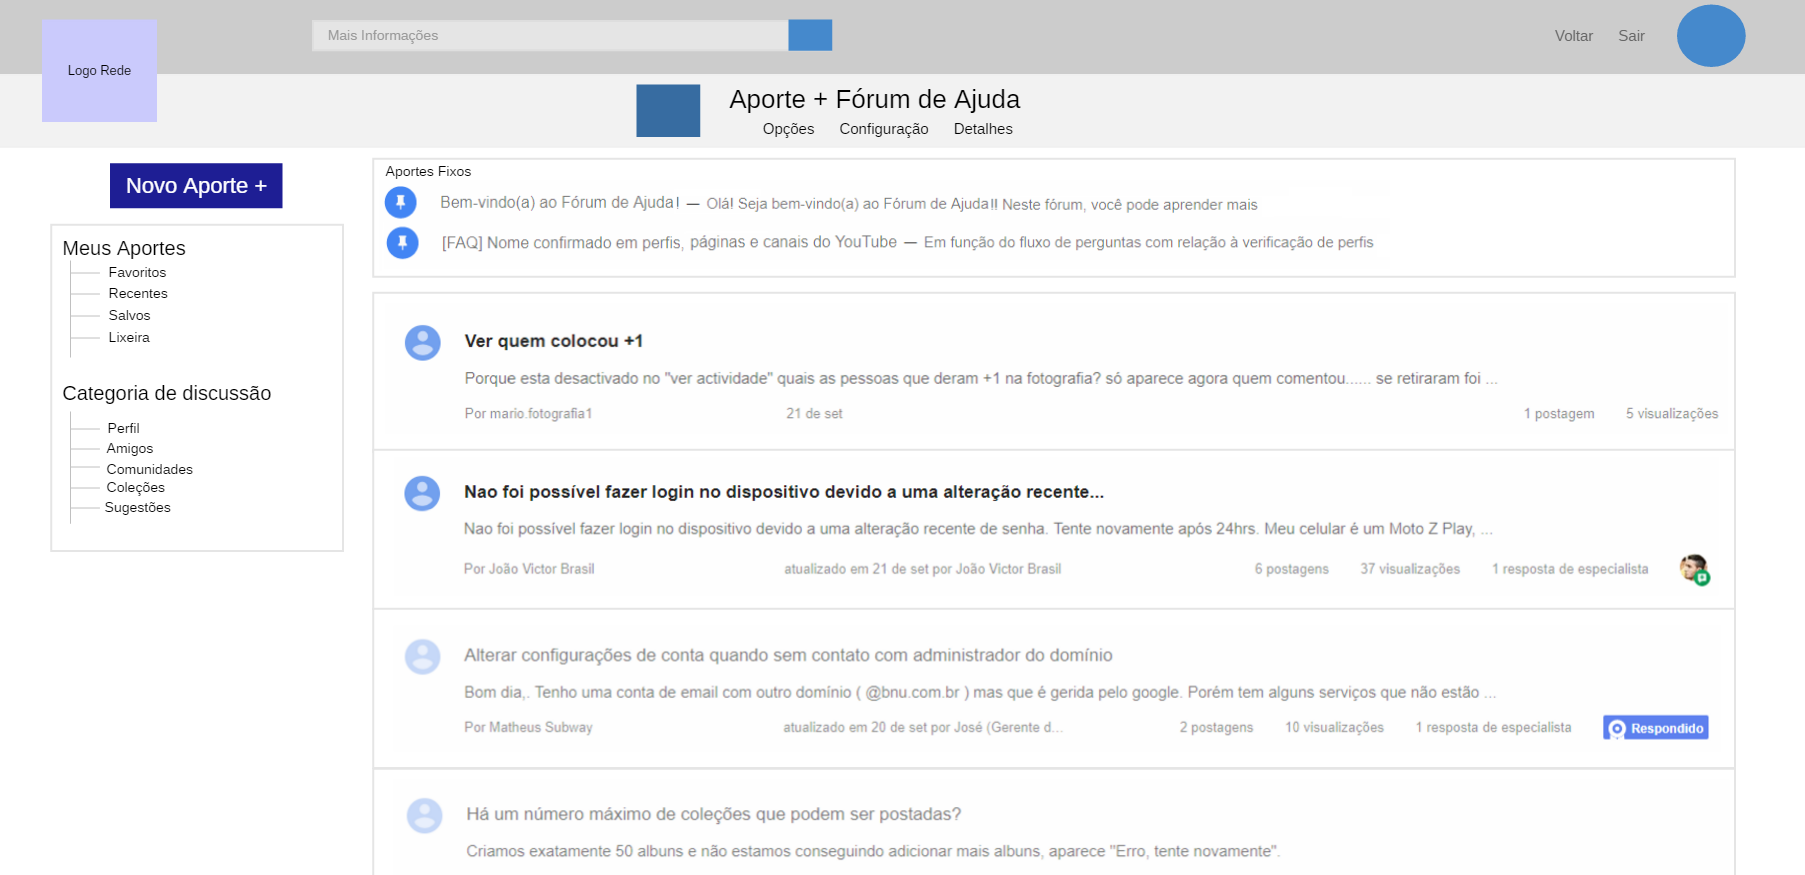 Mais Informações
Voltar Sair
Logo Rede
Aporte + Fórum de Ajuda
Opções Configuração Detalhes
Novo Aporte +
Meus Aportes
Favoritos
Recentes
Salvos
Lixeira
Categoria de discussão
Perfil
Amigos
Comunidades
Coleções
Sugestões
Aportes Fixos
Bem-vindo(a) ao Fórum de Ajuda! — Olá! Seja bem-vindo(a) ao Fórum de Ajuda!! Neste fórum, você pode aprender mais
[FAQ] Nome confirmado em perfis, páginas e canais do YouTube — Em função do fluxo de perguntas com relação à verificação de perfis
Ver quem colocou +1
Porque esta desactivado no "ver actividade" quais as pessoas que deram +1 na fotografia? só aparece agora quem comentou...... se retiraram foi ...
Por mario.fotografia1 21 de set 1 postagem 5 visualizações
Nao foi possível fazer login no dispositivo devido a uma alteração recente...
Nao foi possível fazer login no dispositivo devido a uma alteração recente de senha. Tente novamente após 24hrs. Meu celular é um Moto Z Play, ...
Por João Victor Brasil atualizado em 21 de set por João Victor Brasil 6 postagens 37 visualizações 1 resposta de especialista
Alterar configurações de conta quando sem contato com administrador do domínio
Bom dia,. Tenho uma conta de email com outro domínio ( @bnu.com.br ) mas que é gerida pelo google. Porém tem alguns serviços que não estão ...
Por Matheus Subway atualizado em 20 de set por José (Gerente d... 2 postagens 10 visualizações 1 resposta de especialista Respondido
Há um número máximo de coleções que podem ser postadas?
Criamos exatamente 50 albuns e não estamos conseguindo adicionar mais albuns, aparece "Erro, tente novamente".